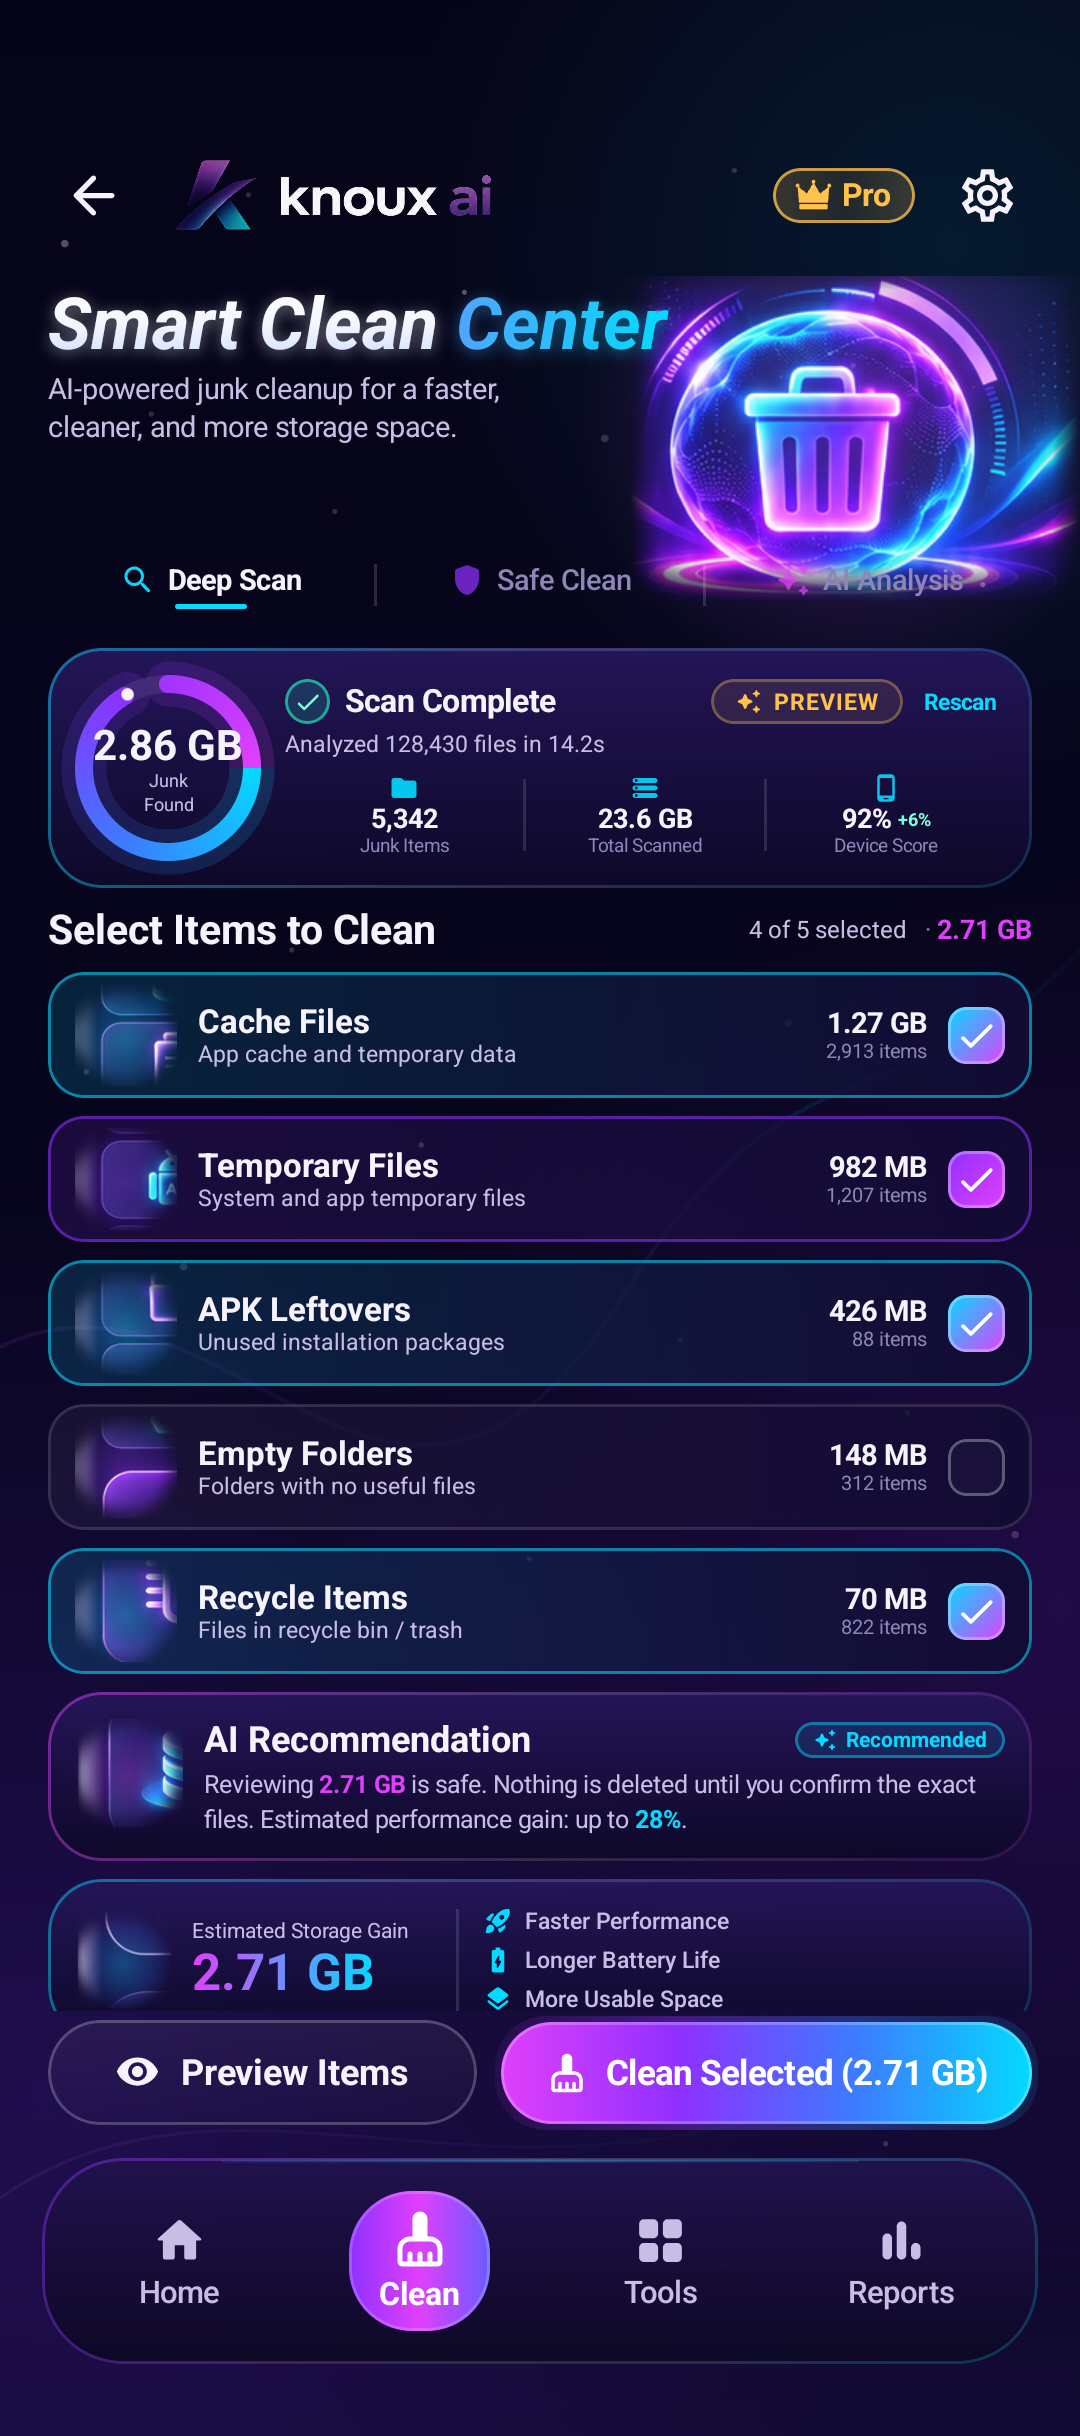 knoux ai
Pro
Smart Clean Center
AI-powered junk cleanup for a faster,
cleaner, and more storage space.
Deep Scan
Safe Clean
AI Analysis
2.86 GB
Junk
Found
Scan Complete
PREVIEW
Rescan
Analyzed 128,430 files in 14.2s
5,342
Junk Items
23.6 GB
Total Scanned
92% +6%
Device Score
Select Items to Clean
4 of 5 selected · 2.71 GB
Cache Files
App cache and temporary data
1.27 GB
2,913 items
Temporary Files
System and app temporary files
982 MB
1,207 items
APK Leftovers
Unused installation packages
426 MB
88 items
Empty Folders
Folders with no useful files
148 MB
312 items
Recycle Items
Files in recycle bin / trash
70 MB
822 items
AI Recommendation
Recommended
Reviewing 2.71 GB is safe. Nothing is deleted until you confirm the exact
files. Estimated performance gain: up to 28%.
Estimated Storage Gain
2.71 GB
Faster Performance
Longer Battery Life
More Usable Space
Preview Items
Clean Selected (2.71 GB)
Home
Clean
Tools
Reports